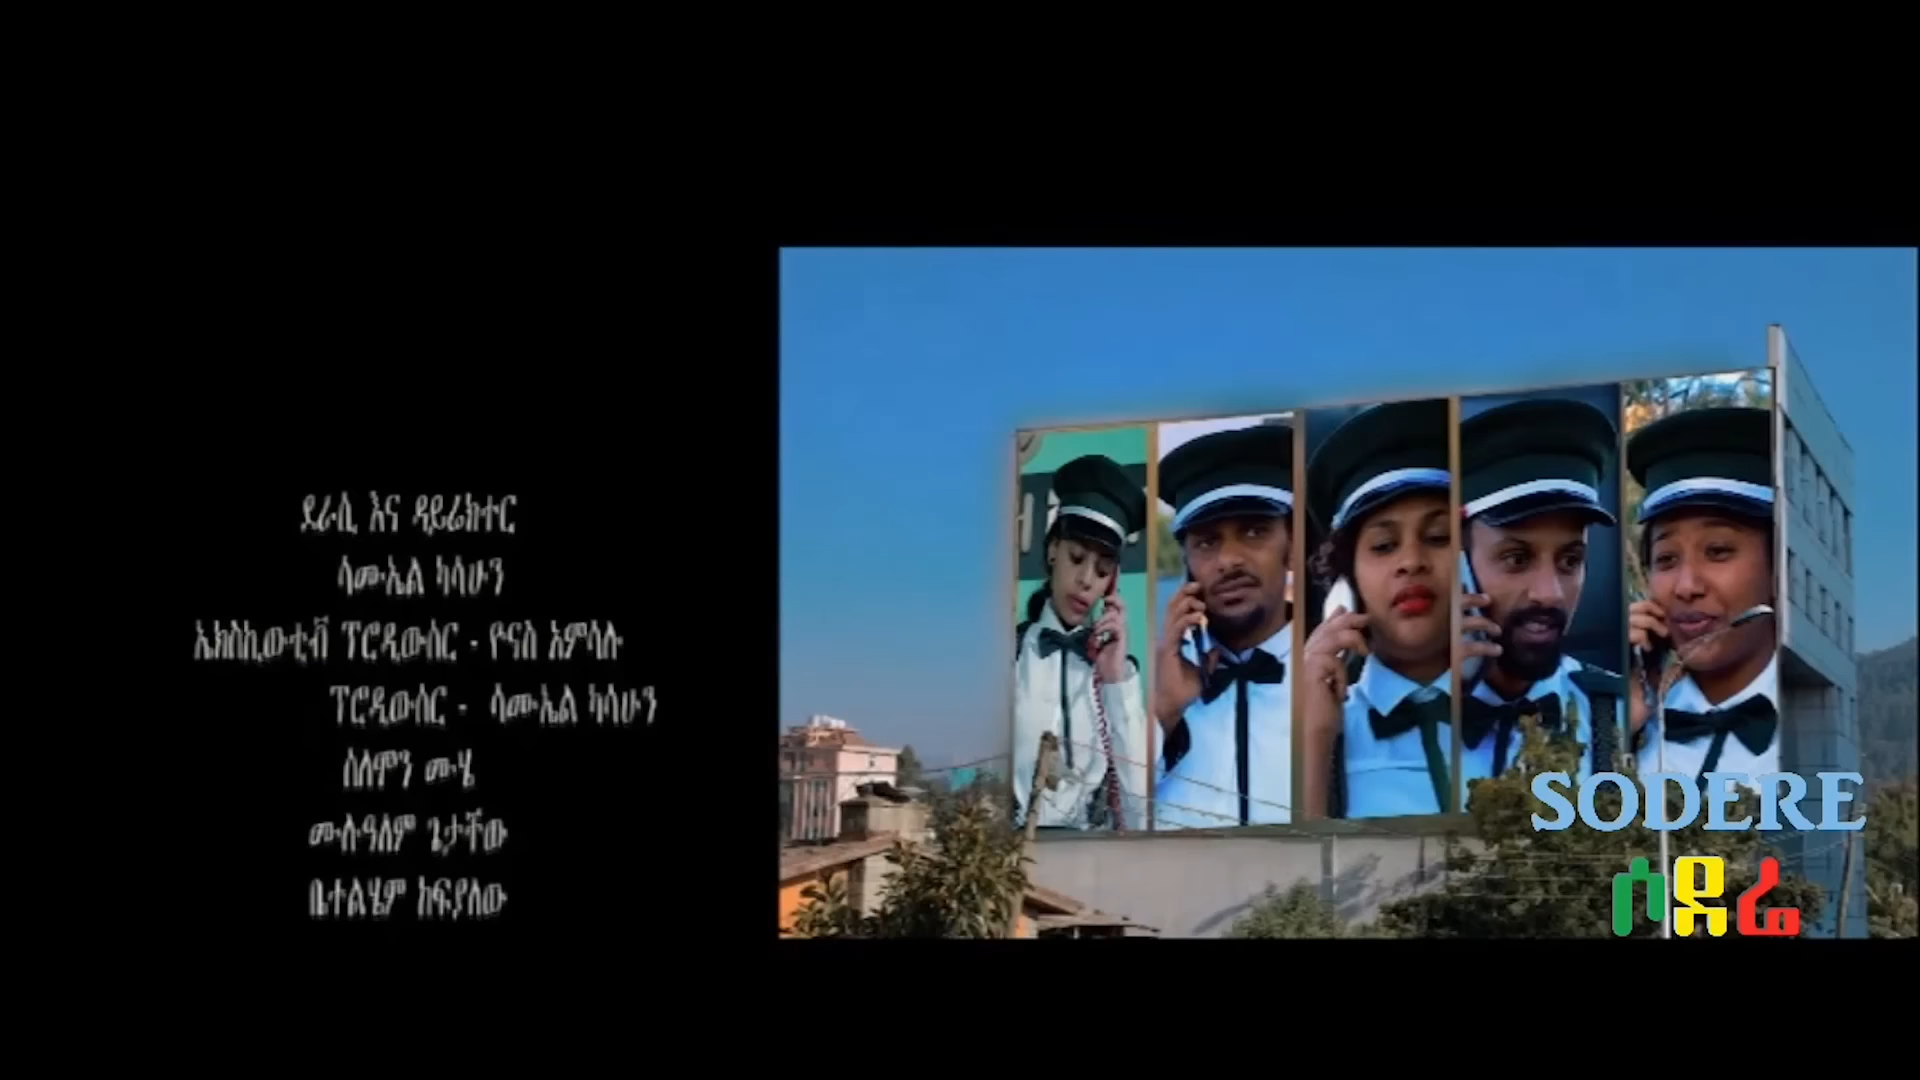 ደራሲ እና ዳይሬክተር
ሳሙኤል ካሳሁን
ኤክስኪውቲቭ ፕሮዲውሰር - ዮናስ አምሳሉ
ፕሮዲውሰር - ሳሙኤል ካሳሁን
ስለሞን ሙሄ
ሙሉዓለም ጌታቸው
ቤተልሄም ከፍያለው
SODERE
ሶደሬ